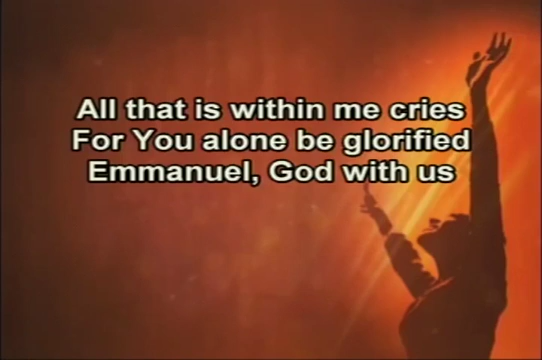 All that is within me cries
For You alone be glorified
Emmanuel, God with us